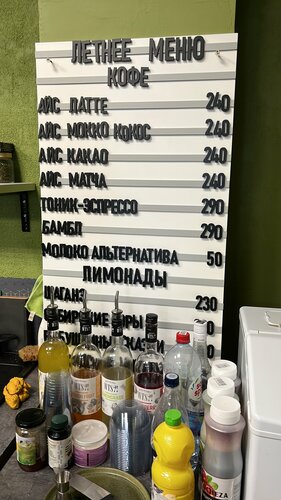 ЛЕТНЕЕ МЕНЮ
КОФЕ
АЙС ЛАТТЕ 240
АЙС МОККО КОКОС 240
АЙС КАКАО 240
АЙС МАТЧА 240
ТОНИК-ЭСПРЕССО 290
БАМБЛ 290
МОЛОКО АЛЬТЕРНАТИВА 50
ЛИМОНАДЫ
ШАГАНЭ 230